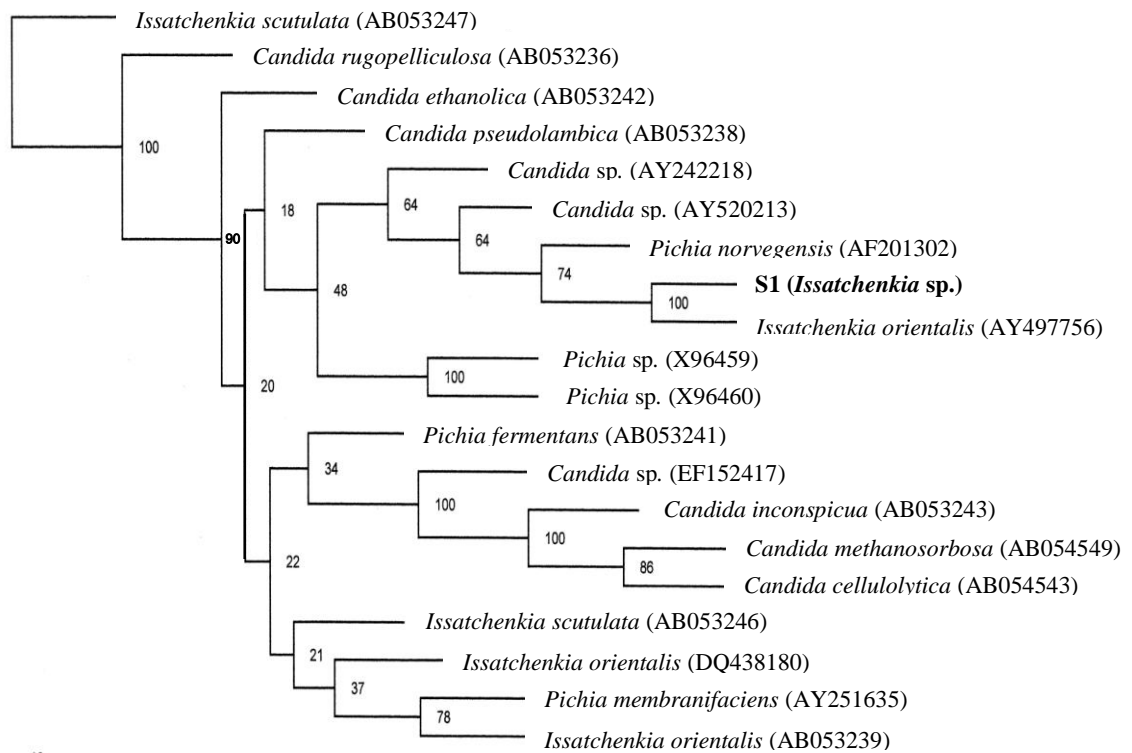 Issatchenkia scutulata (AB053247)
Candida rugopelliculosa (AB053236)
Candida ethanolica (AB053242)
Candida pseudolambica (AB053238)
100
Candida sp. (AY242218)
18
64
Candida sp. (AY520213)
90
64
Pichia norvegensis (AF201302)
74
S1 (Issatchenkia sp.)
48
100
Issatchenkia orientalis (AY497756)
Pichia sp. (X96459)
20
100
Pichia sp. (X96460)
Pichia fermentans (AB053241)
34
Candida sp. (EF152417)
100
Candida inconspicua (AB053243)
100
Candida methanosorbosa (AB054549)
22
86
Candida cellulolytica (AB054543)
Issatchenkia scutulata (AB053246)
21
Issatchenkia orientalis (DQ438180)
37
Pichia membranifaciens (AY251635)
78
Issatchenkia orientalis (AB053239)